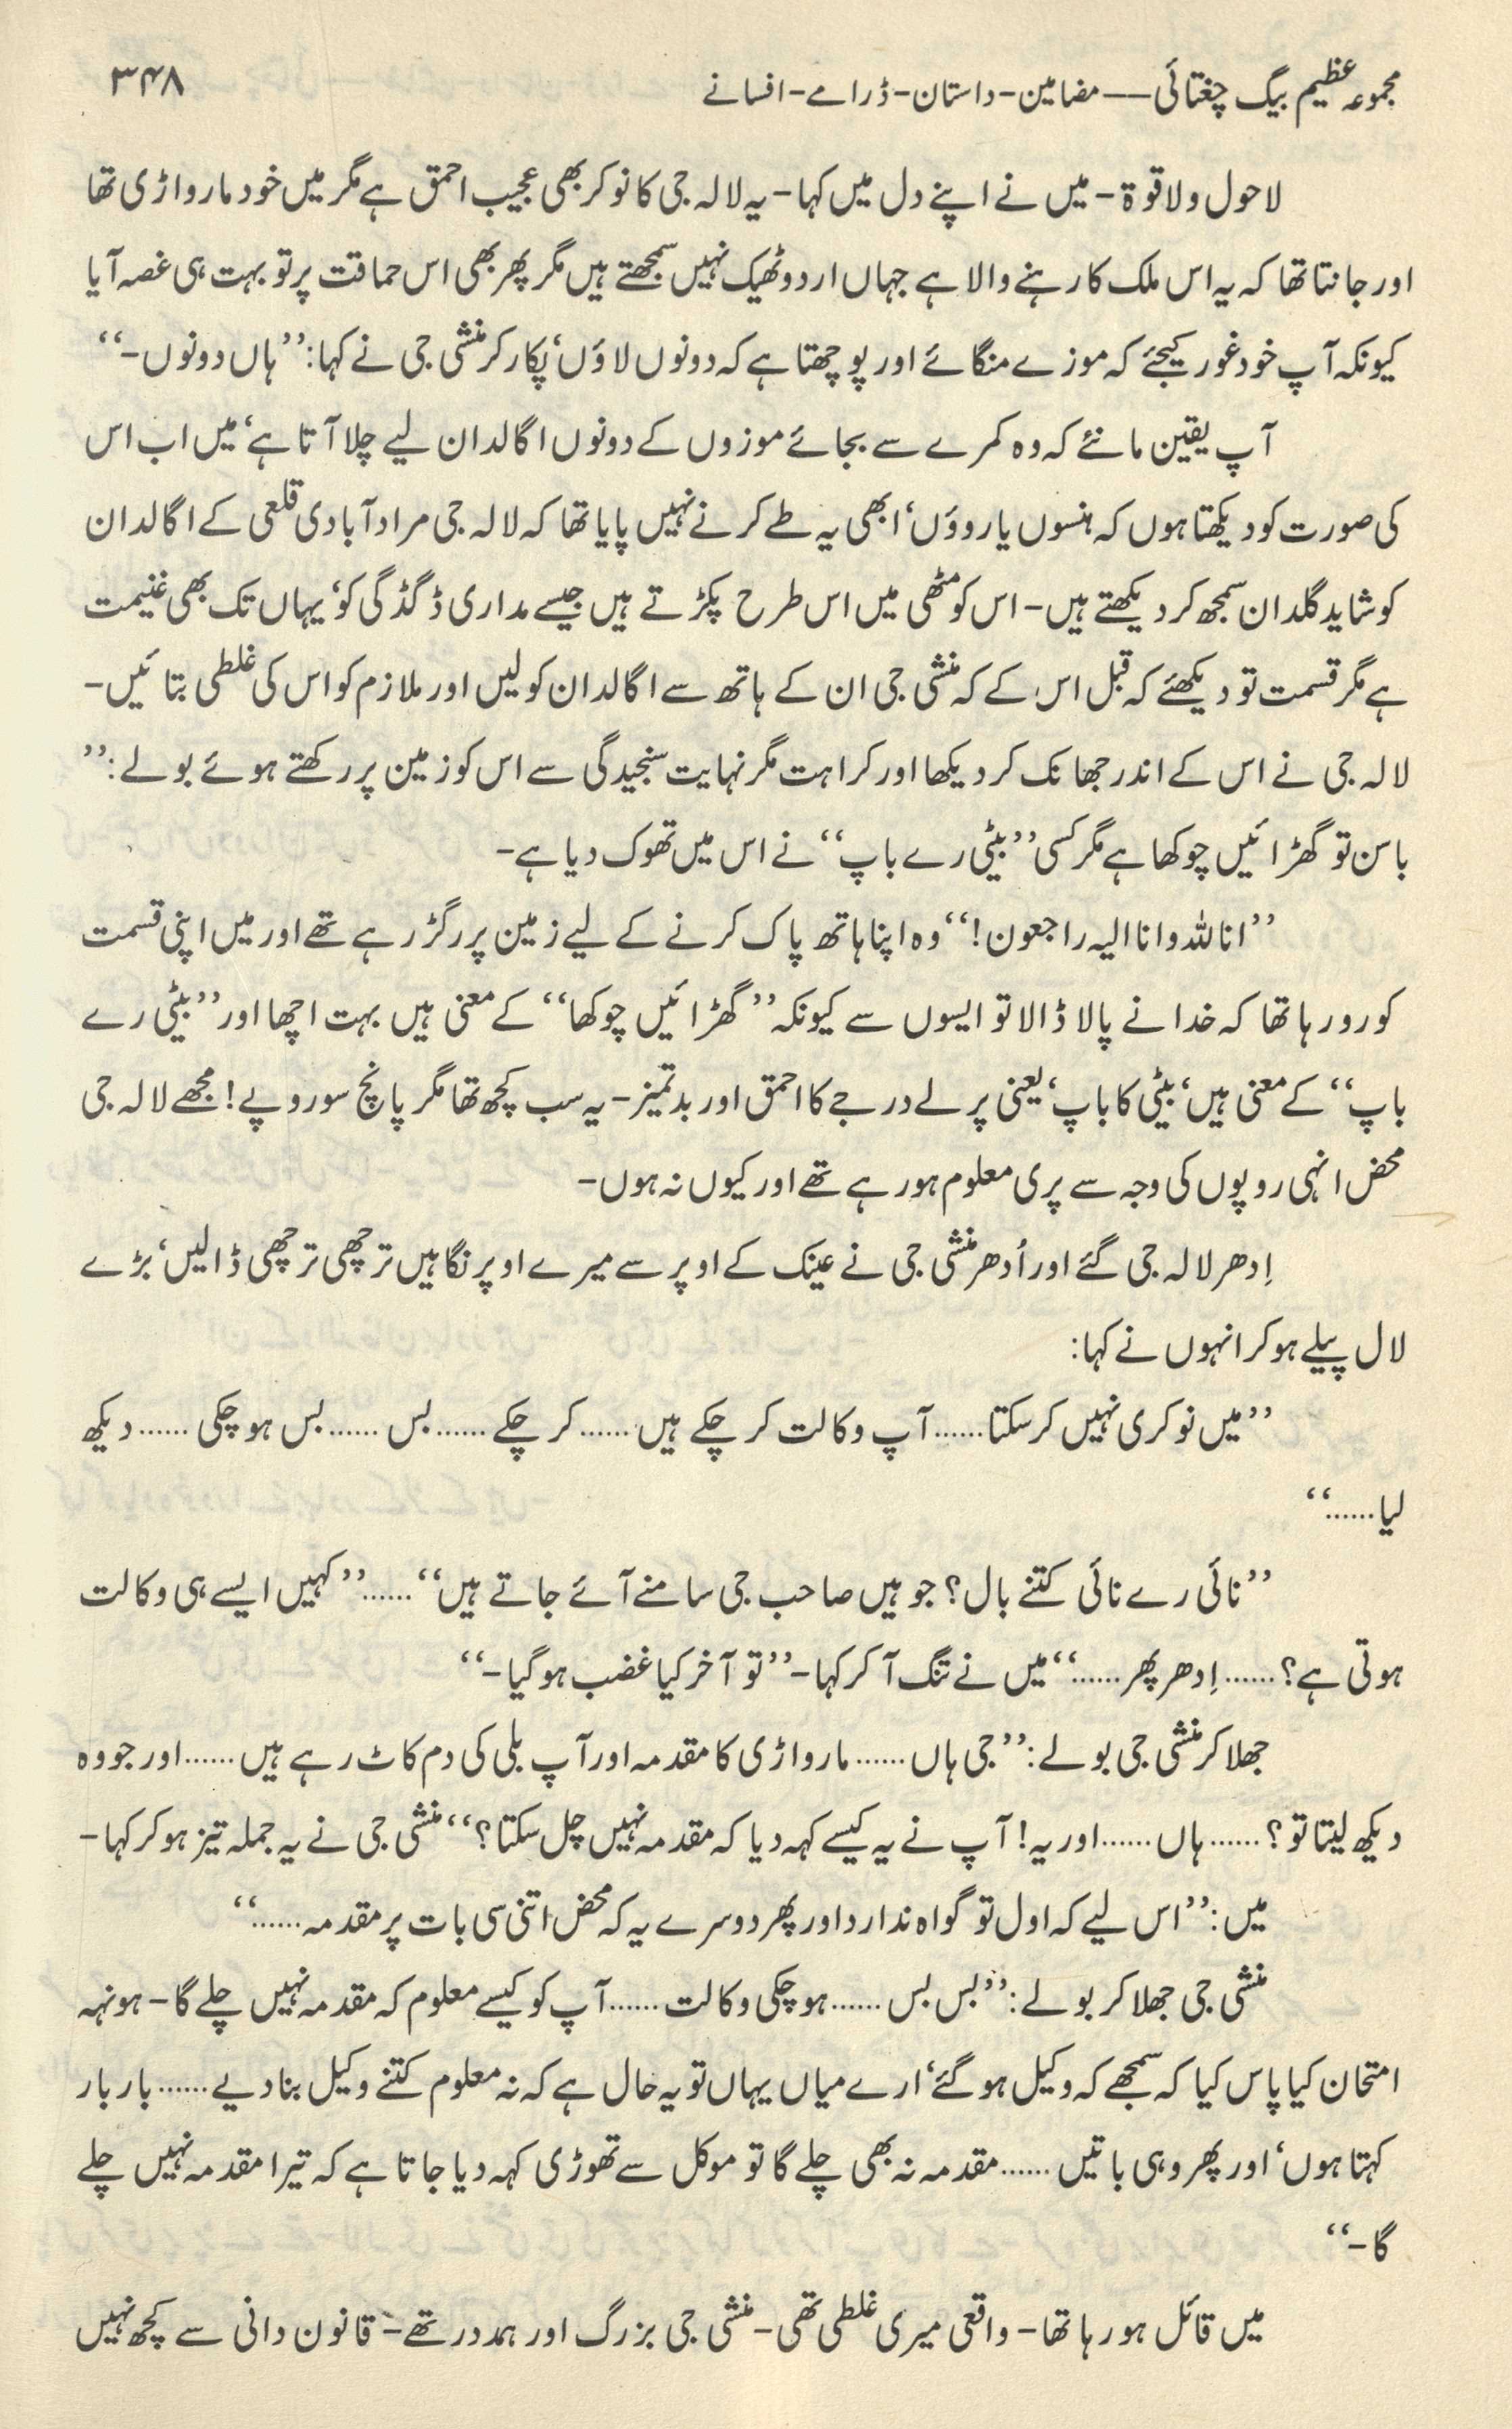 مجموعہ عظیم بیگ چغتائی — مضامین - داستان - ڈرامے - افسانے
۳۴۸
لاحول ولا قوۃ - میں نے اپنے دل میں کہا - یہ لالہ جی کا نوکر بھی عجیب احمق ہے مگر میں خود مارواڑی تھا
اور جانتا تھا کہ یہ اس ملک کا رہنے والا ہے جہاں اردو ٹھیک نہیں سمجھتے ہیں مگر پھر بھی اس حماقت پر تو بہت ہی غصہ آیا
کیونکہ آپ خود غور کیجئے کہ موزے منگائے اور پوچھتا ہے کہ دونوں لاؤں‘ پکار کر منشی جی نے کہا: ’’ہاں دونوں -‘‘
آپ یقین مانئے کہ وہ کمرے سے بجائے موزوں کے دونوں اگالدان لیے چلا آتا ہے‘ میں اب اس
کی صورت کو دیکھتا ہوں کہ ہنسوں یا روؤں‘ ابھی یہ طے کرنے نہیں پایا تھا کہ لالہ جی مراد آبادی قلعی کے اگالدان
کو شاید گلدان سمجھ کر دیکھتے ہیں - اس کو مٹھی میں اس طرح پکڑتے ہیں جیسے مداری ڈگڈگی کو‘ یہاں تک بھی غنیمت
ہے مگر قسمت تو دیکھئے کہ قبل اس کے کہ منشی جی ان کے ہاتھ سے اگالدان کو لیں اور ملازم کو اس کی غلطی بتائیں -
لالہ جی نے اس کے اندر جھانک کر دیکھا اور کراہت مگر نہایت سنجیدگی سے اس کو زمین پر رکھتے ہوئے بولے: ’’
باسن تو گھڑائیں چوکھا ہے مگر کسی ’’بیٹی رے باپ‘‘ نے اس میں تھوک دیا ہے -
’’انا للہ وانا الیہ راجعون!‘‘ وہ اپنا ہاتھ پاک کرنے کے لیے زمین پر رگڑ رہے تھے اور میں اپنی قسمت
کو رو رہا تھا کہ خدا نے پالا ڈالا تو ایسوں سے کیونکہ ’’گھڑائیں چوکھا‘‘ کے معنی ہیں بہت اچھا اور ’’بیٹی رے
باپ‘‘ کے معنی ہیں‘ بیٹی کا باپ‘ یعنی پرلے درجے کا احمق اور بدتمیز - یہ سب کچھ تھا مگر پانچ سو روپے! مجھے لالہ جی
محض انہی روپوں کی وجہ سے پری معلوم ہو رہے تھے اور کیوں نہ ہوں -
اِدھر لالہ جی گئے اور اُدھر منشی جی نے عینک کے اوپر سے میرے اوپر نگاہیں ترچھی ترچھی ڈالیں‘ بڑے
لال پیلے ہو کر انہوں نے کہا:
’’میں نوکری نہیں کر سکتا ...... آپ وکالت کر چکے ہیں ...... کر چکے ...... بس ...... بس ہو چکی ...... دیکھ
لیا ......‘‘
’’نائی رے نائی کتنے بال؟ جو ہیں صاحب جی سامنے آئے جاتے ہیں‘‘ ...... ’’کہیں ایسے ہی وکالت
ہوتی ہے؟ ...... اِدھر پھر ......‘‘ میں نے تنگ آ کر کہا - ’’تو آخر کیا غضب ہو گیا -‘‘
جھلا کر منشی جی بولے: ’’جی ہاں ...... مارواڑی کا مقدمہ اور آپ بلی کی دم کاٹ رہے ہیں ...... اور جو وہ
دیکھ لیتا تو؟ ...... ہاں ...... اور یہ! آپ نے یہ کیسے کہہ دیا کہ مقدمہ نہیں چل سکتا؟‘‘ منشی جی نے یہ جملہ تیز ہو کر کہا -
میں: ’’اس لیے کہ اول تو گواہ ندارد اور پھر دوسرے یہ کہ محض اتنی سی بات پر مقدمہ ......‘‘
منشی جی جھلا کر بولے: ’’بس بس ...... ہو چکی وکالت ...... آپ کو کیسے معلوم کہ مقدمہ نہیں چلے گا - ہونہہ
امتحان کیا پاس کیا کہ سمجھے کہ وکیل ہو گئے‘ ارے میاں یہاں تو یہ حال ہے کہ نہ معلوم کتنے وکیل بنا دیے ...... بار بار
کہتا ہوں‘ اور پھر وہی باتیں ...... مقدمہ نہ بھی چلے گا تو موکل سے تھوڑی کہہ دیا جاتا ہے کہ تیرا مقدمہ نہیں چلے
گا -‘‘
میں قائل ہو رہا تھا - واقعی میری غلطی تھی - منشی جی بزرگ اور ہمدرد تھے - قانون دانی سے کچھ نہیں